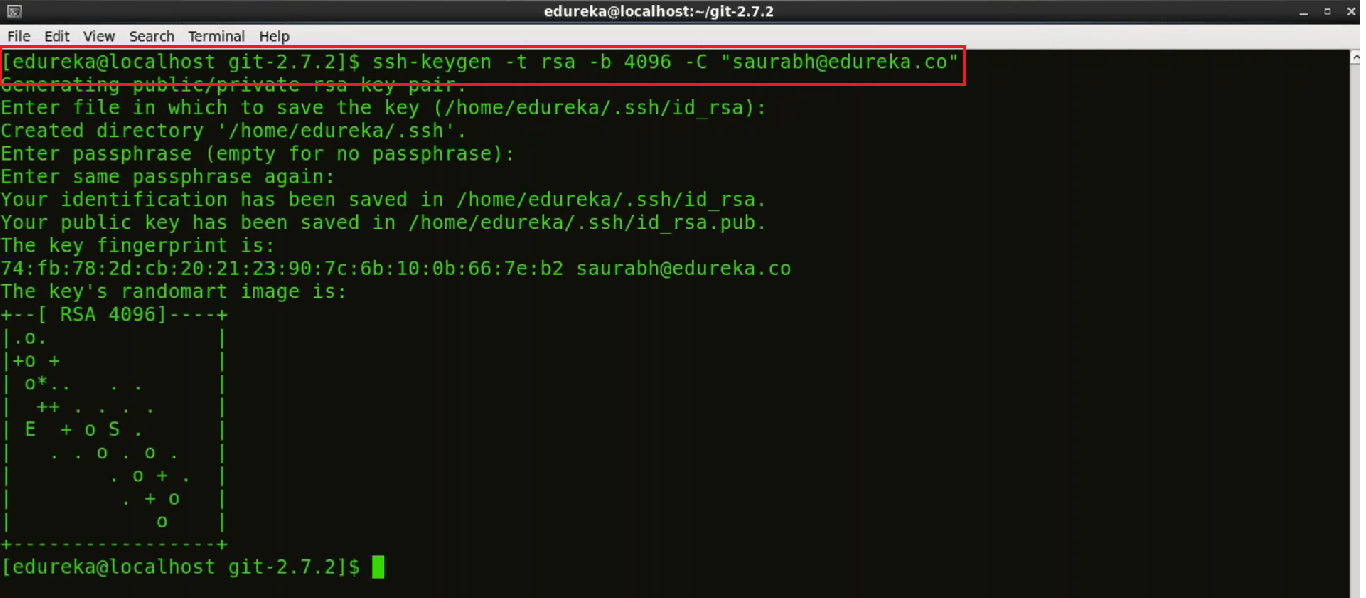 edureka@localhost:~/git-2.7.2
File Edit View Search Terminal Help
[edureka@localhost git-2.7.2]$ ssh-keygen -t rsa -b 4096 -C "saurabh@edureka.co"
Generating public/private rsa key pair.
Enter file in which to save the key (/home/edureka/.ssh/id_rsa):
Created directory '/home/edureka/.ssh'.
Enter passphrase (empty for no passphrase):
Enter same passphrase again:
Your identification has been saved in /home/edureka/.ssh/id_rsa.
Your public key has been saved in /home/edureka/.ssh/id_rsa.pub.
The key fingerprint is:
74:fb:78:2d:cb:20:21:23:90:7c:6b:10:0b:66:7e:b2 saurabh@edureka.co
The key's randomart image is:
+--[ RSA 4096]----+
|.o.              |
|+o +             |
| o*..   . .      |
|  ++ . . . .     |
| E  + o S .      |
|   . . o . o .   |
|        . o + .  |
|         . + o   |
|            o    |
+-----------------+
[edureka@localhost git-2.7.2]$